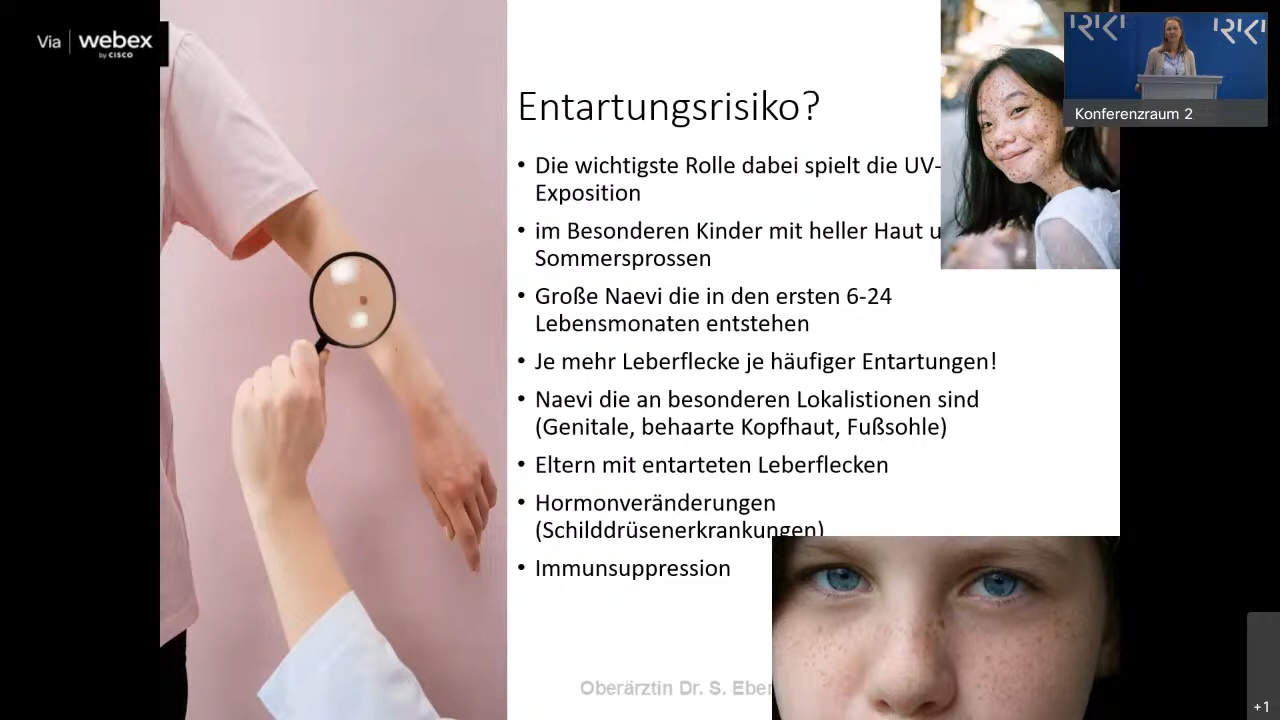 Via
webex
by CISCO
RKI
RKI
Konferenzraum 2
Entartungsrisiko?
• Die wichtigste Rolle dabei spielt die UV-
Exposition
• im Besonderen Kinder mit heller Haut
Sommersprossen
• Große Naevi die in den ersten 6-24
Lebensmonaten entstehen
• Je mehr Leberflecke je häufiger Entartungen!
• Naevi die an besonderen Lokalistionen sind
(Genitale, behaarte Kopfhaut, Fußsohle)
• Eltern mit entarteten Leberflecken
• Hormonveränderungen
(Schilddrüsenerkrankungen)
• Immunsuppression
Oberärztin Dr. S.
+1